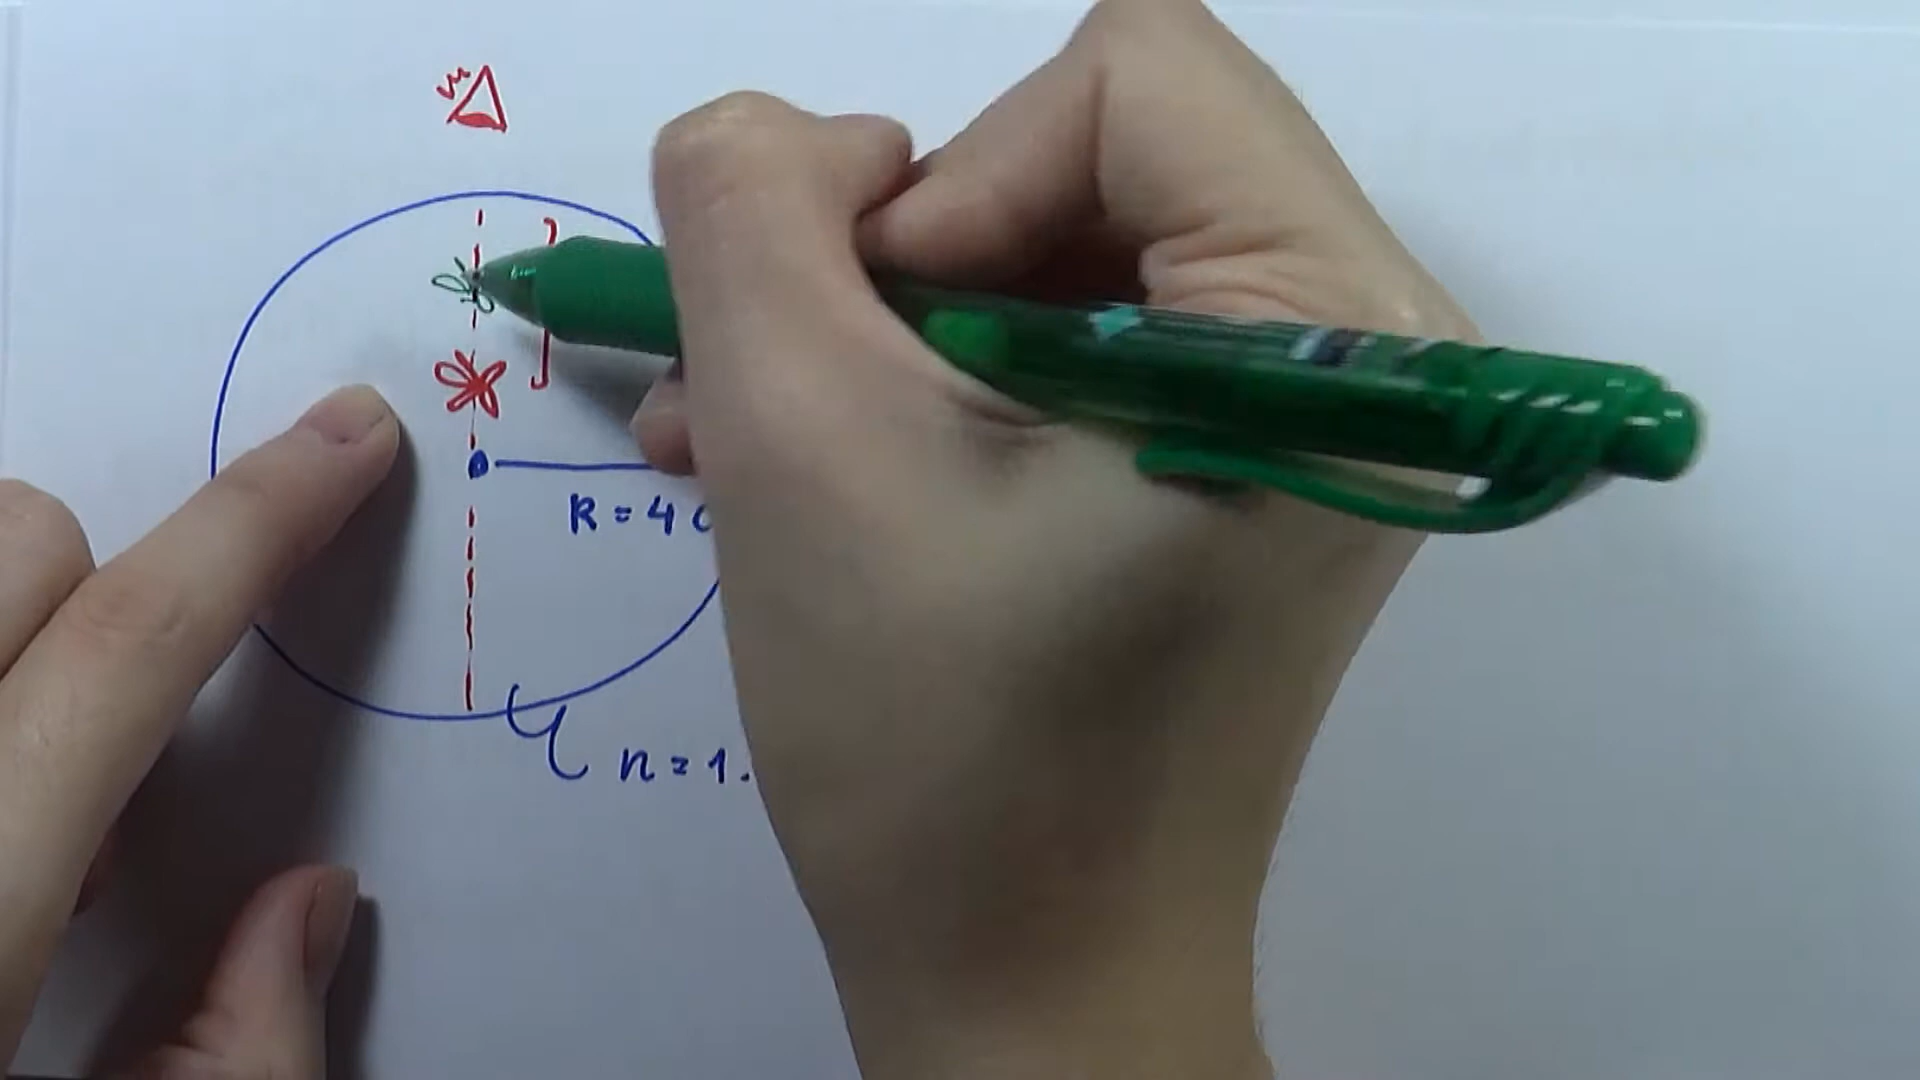 R = 4
n = 1.